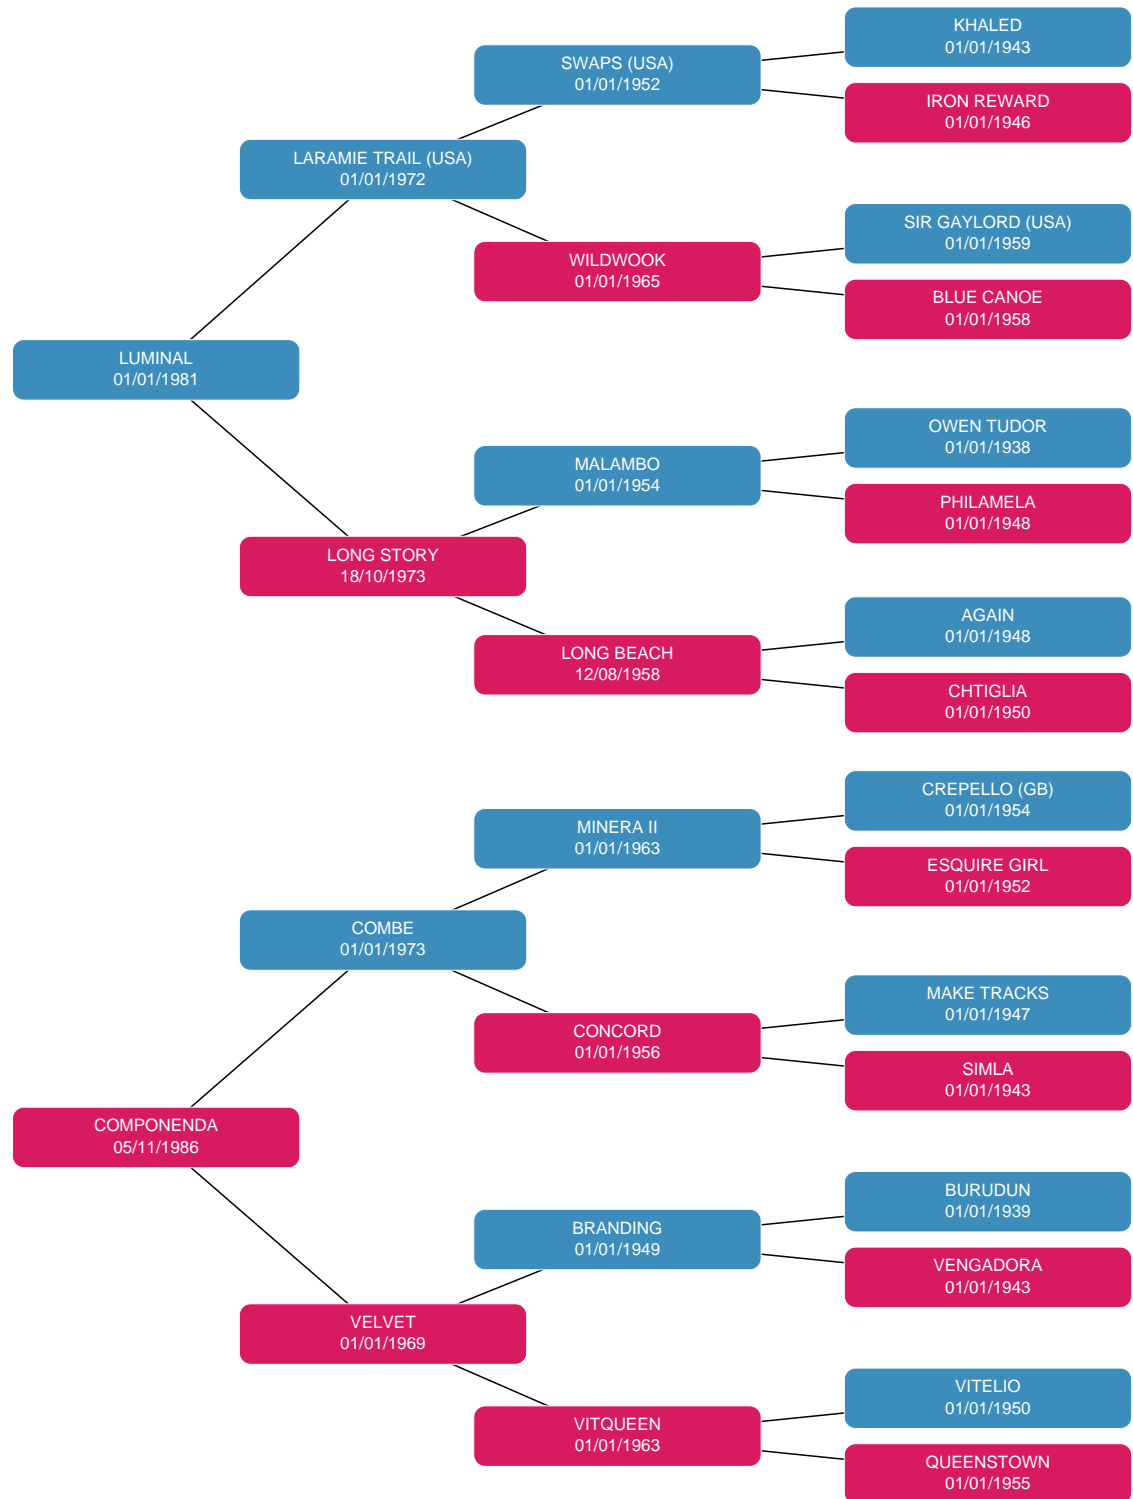 KHALED
01/01/1943
SWAPS (USA)
01/01/1952
IRON REWARD
01/01/1946
LARAMIE TRAIL (USA)
01/01/1972
SIR GAYLORD (USA)
01/01/1959
WILDWOOK
01/01/1965
BLUE CANOE
01/01/1958
LUMINAL
01/01/1981
OWEN TUDOR
01/01/1938
MALAMBO
01/01/1954
PHILAMELA
01/01/1948
LONG STORY
18/10/1973
AGAIN
01/01/1948
LONG BEACH
12/08/1958
CHTIGLIA
01/01/1950
CREPELLO (GB)
01/01/1954
MINERA II
01/01/1963
ESQUIRE GIRL
01/01/1952
COMBE
01/01/1973
MAKE TRACKS
01/01/1947
CONCORD
01/01/1956
SIMLA
01/01/1943
COMPONENDA
05/11/1986
BURUDUN
01/01/1939
BRANDING
01/01/1949
VENGADORA
01/01/1943
VELVET
01/01/1969
VITELIO
01/01/1950
VITQUEEN
01/01/1963
QUEENSTOWN
01/01/1955